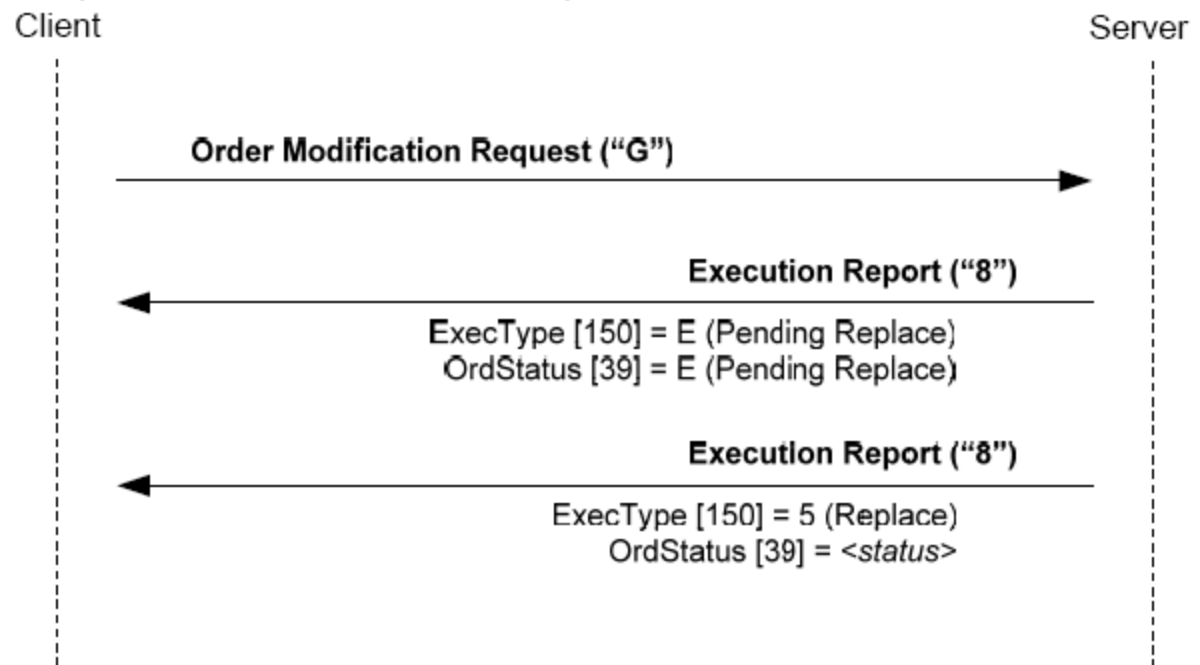 Client
Server
Order Modification Request (“G”)
Execution Report (“8”)
ExecType [150] = E (Pending Replace)
OrdStatus [39] = E (Pending Replace)
Execution Report (“8”)
ExecType [150] = 5 (Replace)
OrdStatus [39] = <status>